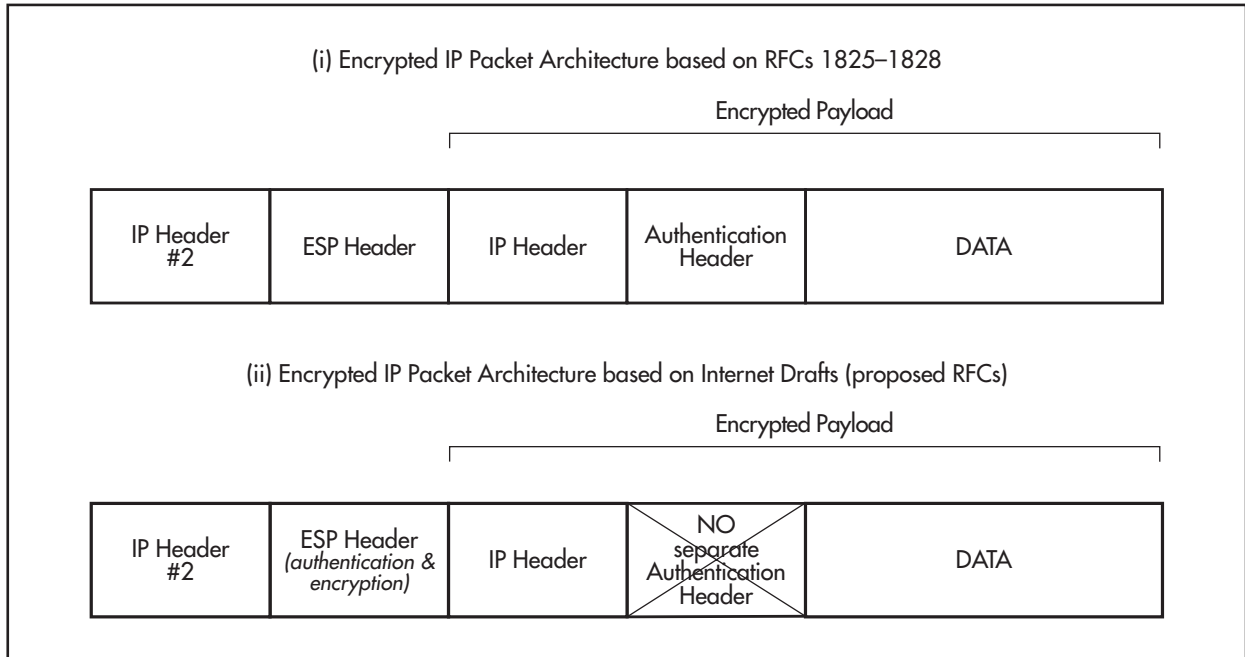 (i) Encrypted IP Packet Architecture based on RFCs 1825–1828
Encrypted Payload
IP Header
#2
ESP Header
IP Header
Authentication
Header
DATA
(ii) Encrypted IP Packet Architecture based on Internet Drafts (proposed RFCs)
Encrypted Payload
IP Header
#2
ESP Header
(authentication &
encryption)
IP Header
NO
separate
Authentication
Header
DATA